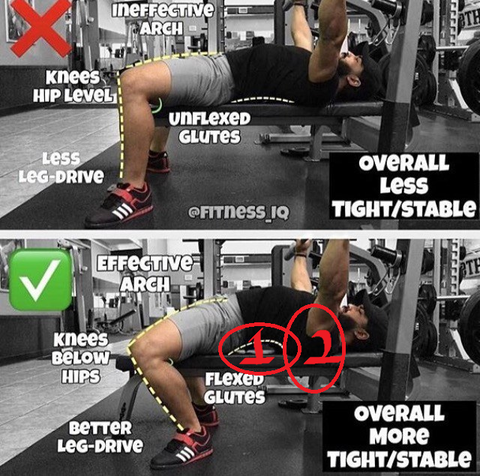 INEFFECTIVE
ARCH
KNEES
HIP LEVEL
UNFLEXED
GLUTES
LESS
LEG-DRIVE
OVERALL
LESS
TIGHT/STABLE
@FITNESS_IQ
EFFECTIVE
ARCH
KNEES
BELOW
HIPS
1
2
FLEXED
GLUTES
BETTER
LEG-DRIVE
OVERALL
MORE
TIGHT/STABLE